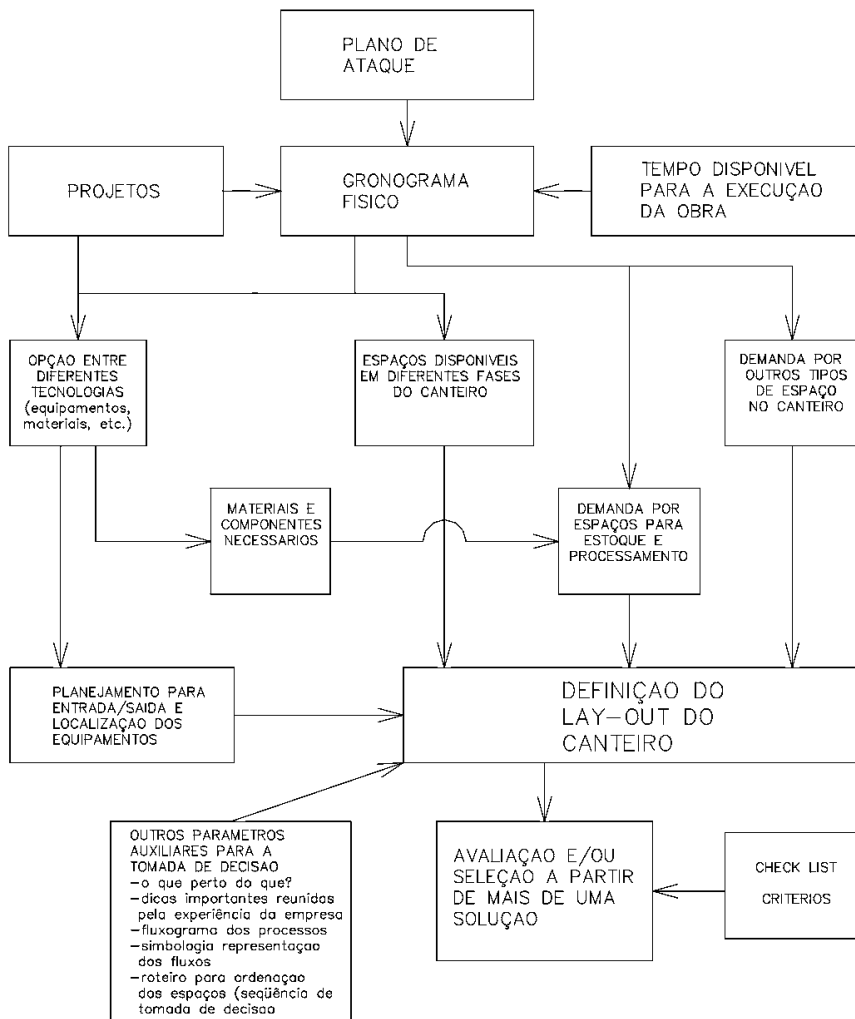 PLANO DE
ATAQUE
PROJETOS
GRONOGRAMA
FISICO
TEMPO DISPONIVEL
PARA A EXECUÇAO
DA OBRA
OPÇAO ENTRE
DIFERENTES
TECNOLOGIAS
(equipamentos,
materiais, etc.)
ESPAÇOS DISPONIVEIS
EM DIFERENTES FASES
DO CANTEIRO
DEMANDA POR
OUTROS TIPOS
DE ESPAÇO
NO CANTEIRO
MATERIAIS E
COMPONENTES
NECESSARIOS
DEMANDA POR
ESPAÇOS PARA
ESTOQUE E
PROCESSAMENTO
PLANEJAMENTO PARA
ENTRADA/SAIDA E
LOCALIZAÇAO DOS
EQUIPAMENTOS
DEFINIÇAO DO
LAY-OUT DO
CANTEIRO
OUTROS PARAMETROS
AUXILIARES PARA A
TOMADA DE DECISAO
-o que perto do que?
-dicas importantes reunidas
pela experiência da empresa
-fluxograma dos processos
-simbologia representaçao
dos fluxos
-roteiro para ordenaçao
dos espaços (seqüência de
tomada de decisao
AVALIAÇAO E/OU
SELEÇAO A PARTIR
DE MAIS DE UMA
SOLUÇAO
CHECK LIST
CRITERIOS